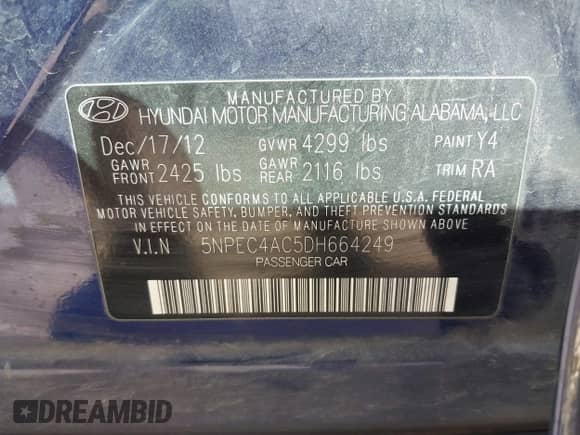 MANUFACTURED BY
HYUNDAI MOTOR MANUFACTURING ALABAMA, LLC
Dec/17/12 GVWR 4299 lbs PAINT Y4
GAWR FRONT 2425 lbs GAWR REAR 2116 lbs TRIM RA
THIS VEHICLE CONFORMS TO ALL APPLICABLE U.S.A. FEDERAL
MOTOR VEHICLE SAFETY, BUMPER, AND THEFT PREVENTION STANDARDS
IN EFFECT ON THE DATE OF MANUFACTURE SHOWN ABOVE.
V.I.N 5NPEC4AC5DH664249
PASSENGER CAR
DREAMBID